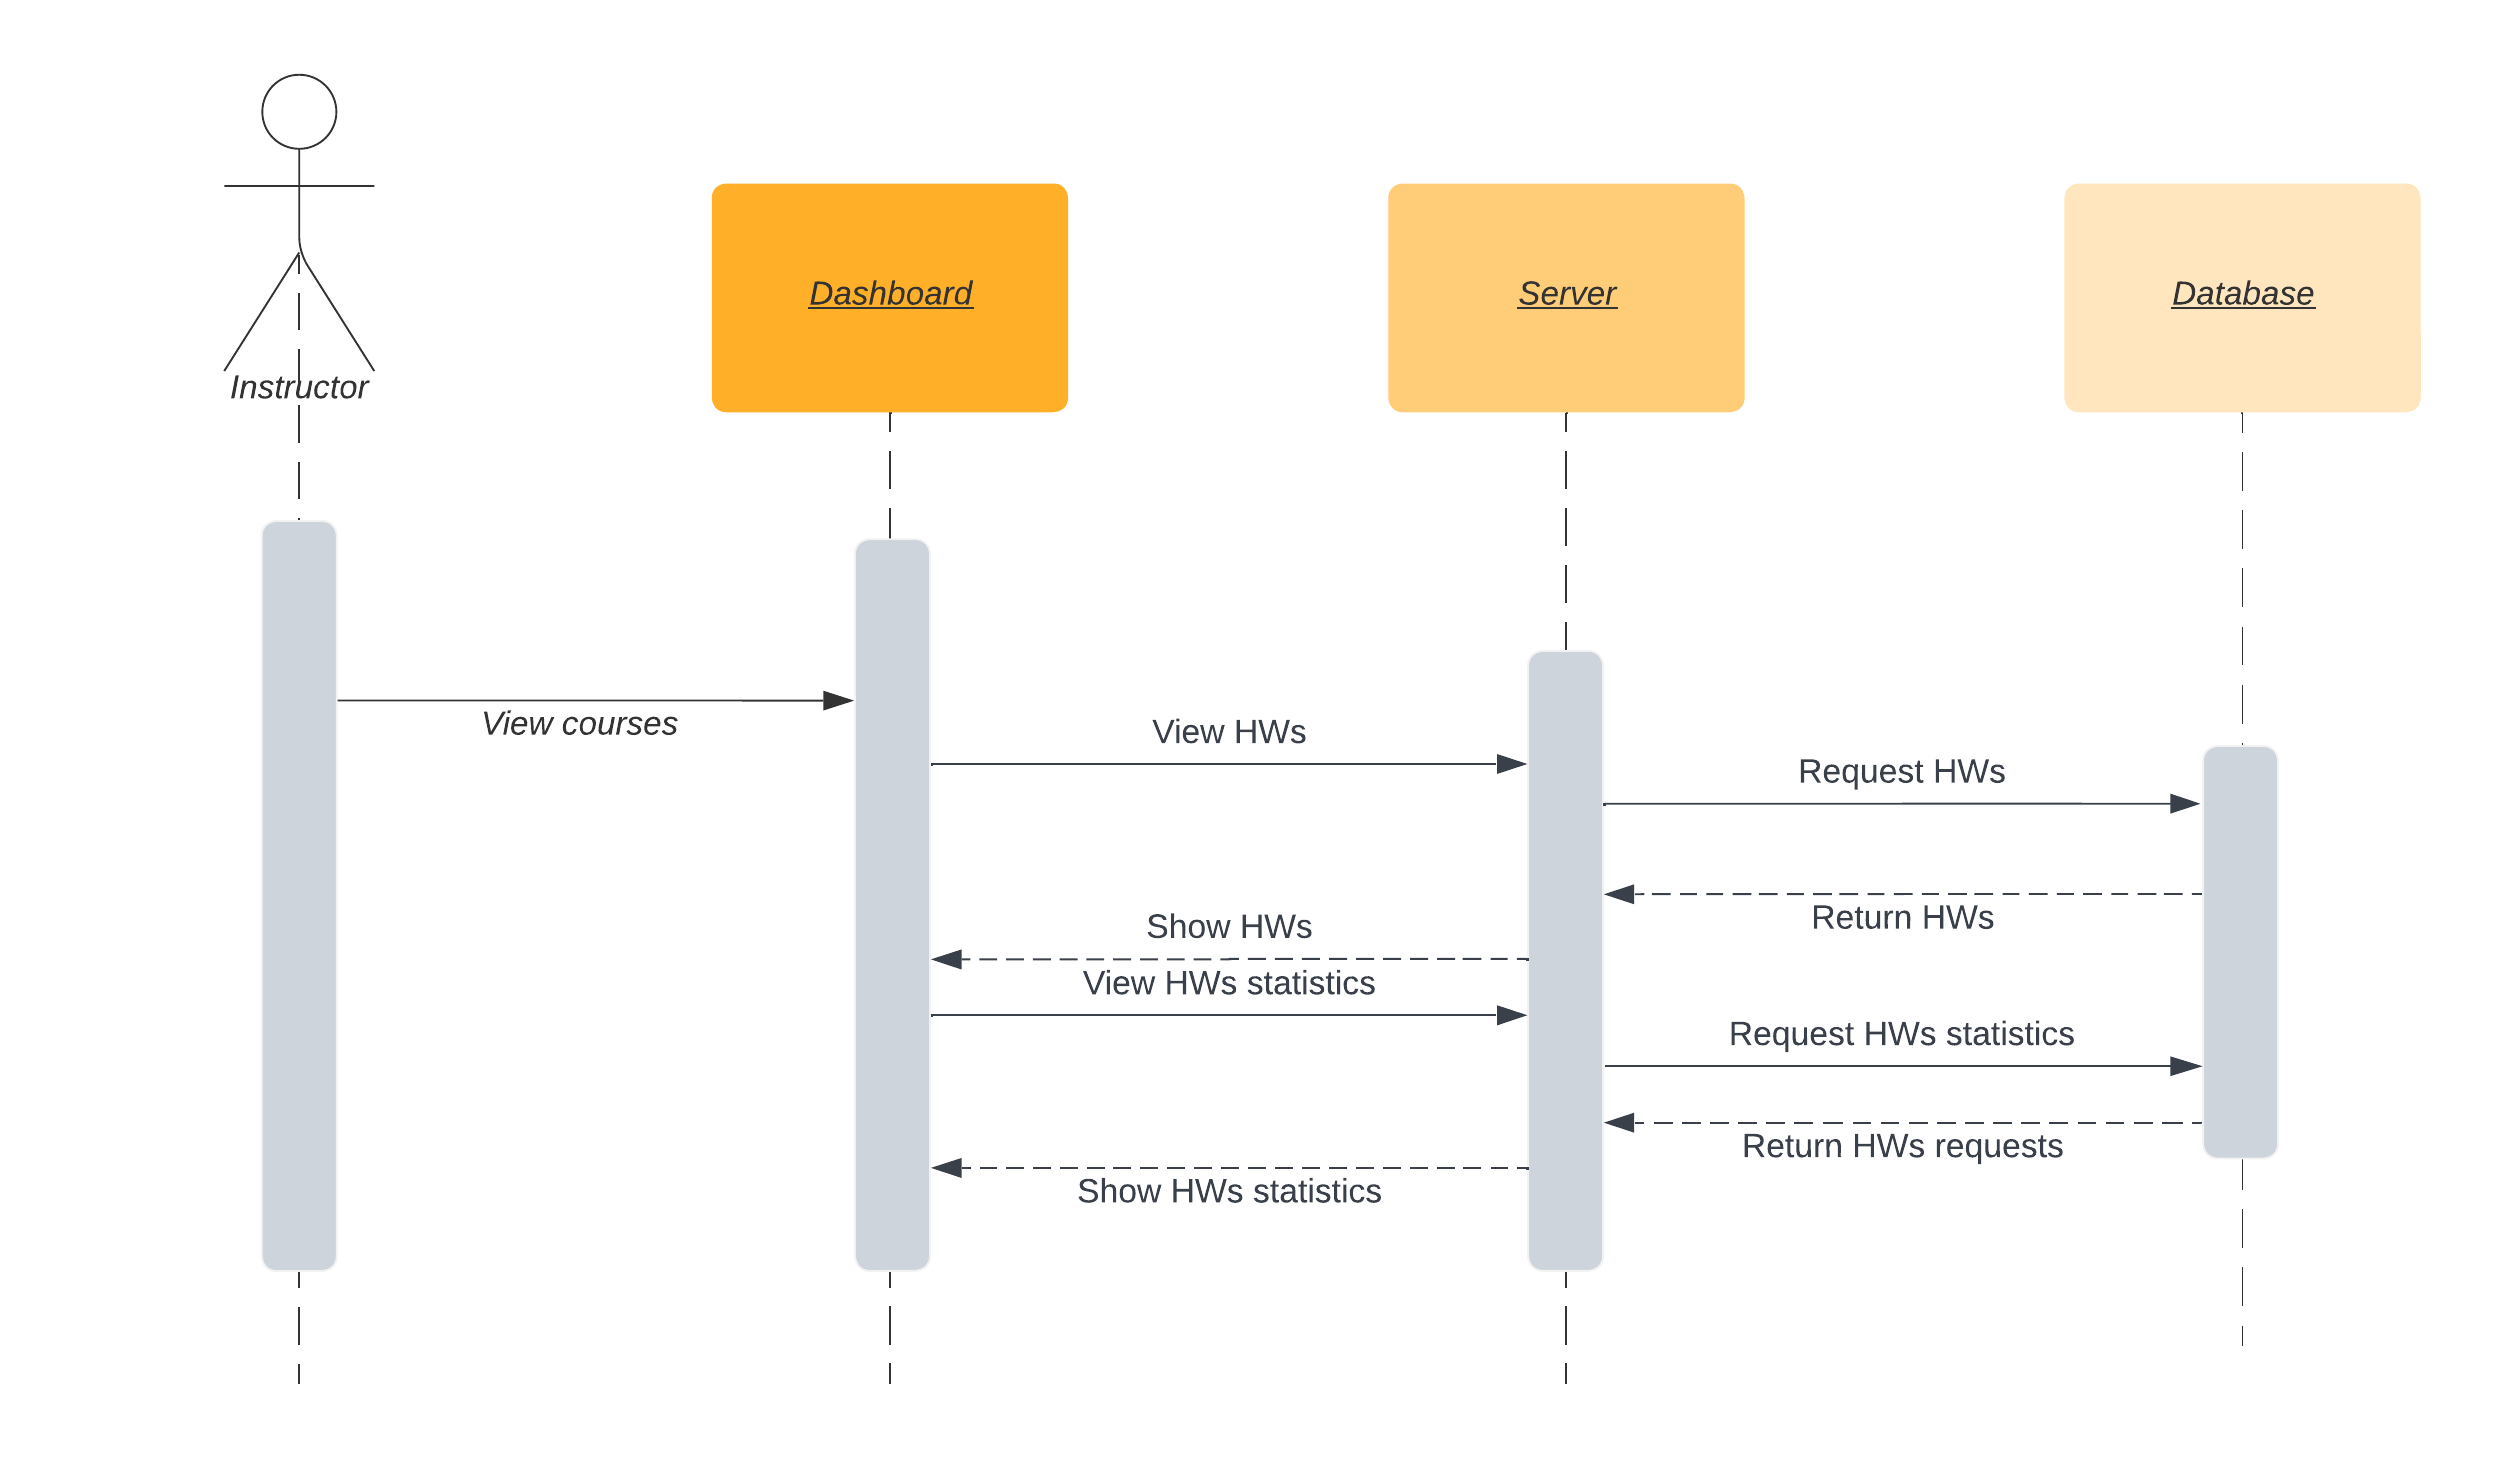 Dashboard
Server
Database
Instructor
View courses
View HWs
Request HWs
Return HWs
Show HWs
View HWs statistics
Request HWs statistics
Return HWs requests
Show HWs statistics